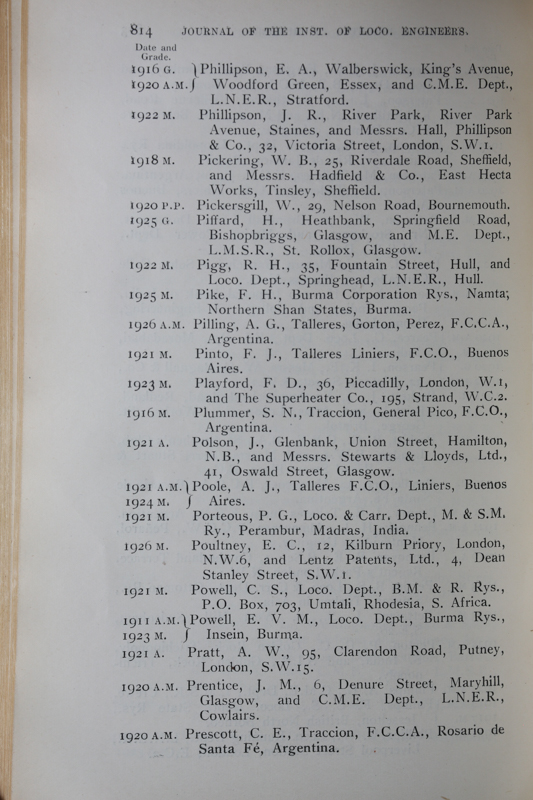 814 JOURNAL OF THE INST. OF LOCO. ENGINEERS.
Date and
Grade.
1916 G. } Phillipson, E. A., Walberswick, King's Avenue,
1920 A.M. } Woodford Green, Essex, and C.M.E. Dept.,
L.N.E.R., Stratford.
1922 M. Phillipson, J. R., River Park, River Park
Avenue, Staines, and Messrs. Hall, Phillipson
& Co., 32, Victoria Street, London, S.W.1.
1918 M. Pickering, W. B., 25, Riverdale Road, Sheffield,
and Messrs. Hadfield & Co., East Hecta
Works, Tinsley, Sheffield.
1920 P.P. Pickersgill, W., 29, Nelson Road, Bournemouth.
1925 G. Piffard, H., Heathbank, Springfield Road,
Bishopbriggs, Glasgow, and M.E. Dept.,
L.M.S.R., St. Rollox, Glasgow.
1922 M. Pigg, R. H., 35, Fountain Street, Hull, and
Loco. Dept., Springhead, L.N.E.R., Hull.
1925 M. Pike, F. H., Burma Corporation Rys., Namta;
Northern Shan States, Burma.
1926 A.M. Pilling, A. G., Talleres, Gorton, Perez, F.C.C.A.,
Argentina.
1921 M. Pinto, F. J., Talleres Liniers, F.C.O., Buenos
Aires.
1923 M. Playford, F. D., 36, Piccadilly, London, W.1,
and The Superheater Co., 195, Strand, W.C.2.
1916 M. Plummer, S. N., Traccion, General Pico, F.C.O.,
Argentina.
1921 A. Polson, J., Glenbank, Union Street, Hamilton,
N.B., and Messrs. Stewarts & Lloyds, Ltd.,
41, Oswald Street, Glasgow.
1921 A.M. } Poole, A. J., Talleres F.C.O., Liniers, Buenos
1924 M. } Aires.
1921 M. Porteous, P. G., Loco. & Carr. Dept., M. & S.M.
Ry., Perambur, Madras, India.
1926 M. Poultney, E. C., 12, Kilburn Priory, London,
N.W.6, and Lentz Patents, Ltd., 4, Dean
Stanley Street, S.W.1.
1921 M. Powell, C. S., Loco. Dept., B.M. & R. Rys.,
P.O. Box, 703, Umtali, Rhodesia, S. Africa.
1911 A.M. } Powell, E. V. M., Loco. Dept., Burma Rys.,
1923 M. } Insein, Burma.
1921 A. Pratt, A. W., 95, Clarendon Road, Putney,
London, S.W.15.
1920 A.M. Prentice, J. M., 6, Denure Street, Maryhill,
Glasgow, and C.M.E. Dept., L.N.E.R.,
Cowlairs.
1920 A.M. Prescott, C. E., Traccion, F.C.C.A., Rosario de
Santa Fé, Argentina.